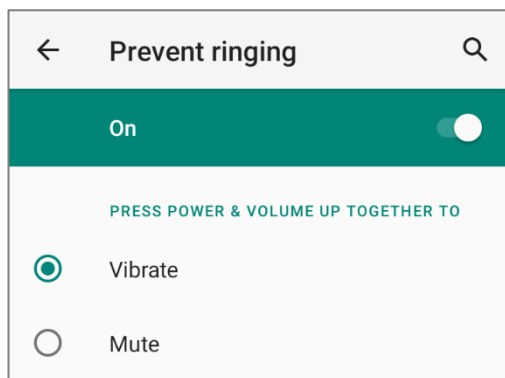 Prevent ringing
On
PRESS POWER & VOLUME UP TOGETHER TO
Vibrate
Mute